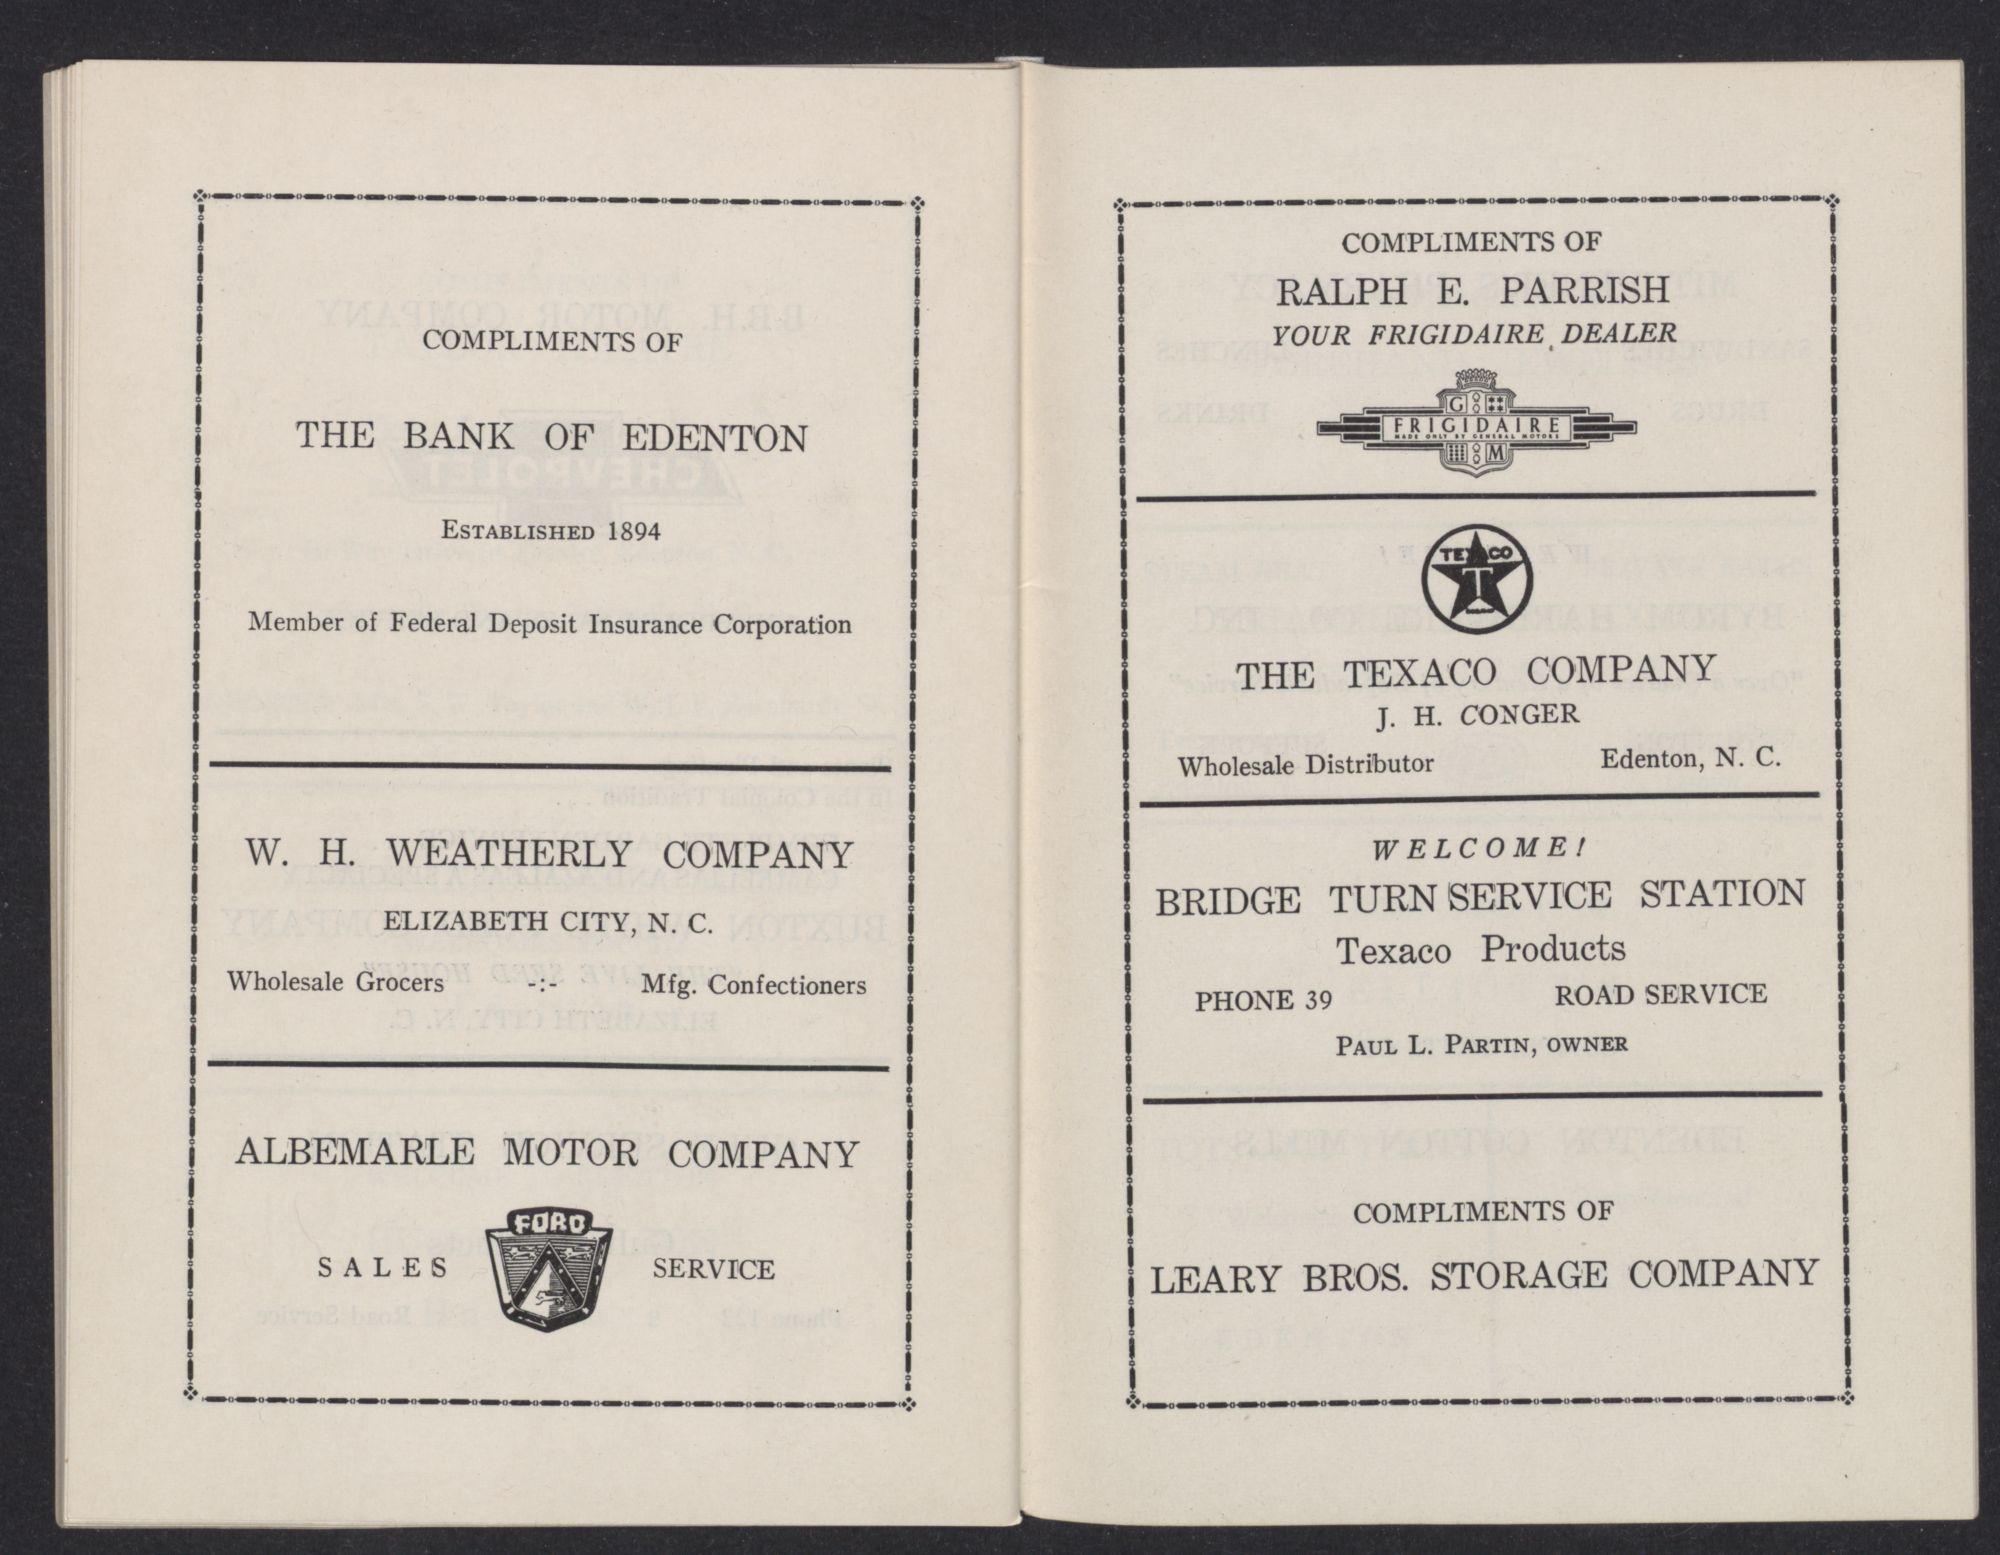 COMPLIMENTS OF
THE BANK OF EDENTON
ESTABLISHED 1894
Member of Federal Deposit Insurance Corporation
W. H. WEATHERLY COMPANY
ELIZABETH CITY, N. C.
Wholesale Grocers -:- Mfg. Confectioners
ALBEMARLE MOTOR COMPANY
FORD
SALES SERVICE
COMPLIMENTS OF
RALPH E. PARRISH
YOUR FRIGIDAIRE DEALER
G
FRIGIDAIRE
MADE ONLY BY GENERAL MOTORS
M
TEXACO
T
THE TEXACO COMPANY
J. H. CONGER
Wholesale Distributor Edenton, N. C.
WELCOME!
BRIDGE TURN SERVICE STATION
Texaco Products
PHONE 39 ROAD SERVICE
PAUL L. PARTIN, OWNER
COMPLIMENTS OF
LEARY BROS. STORAGE COMPANY